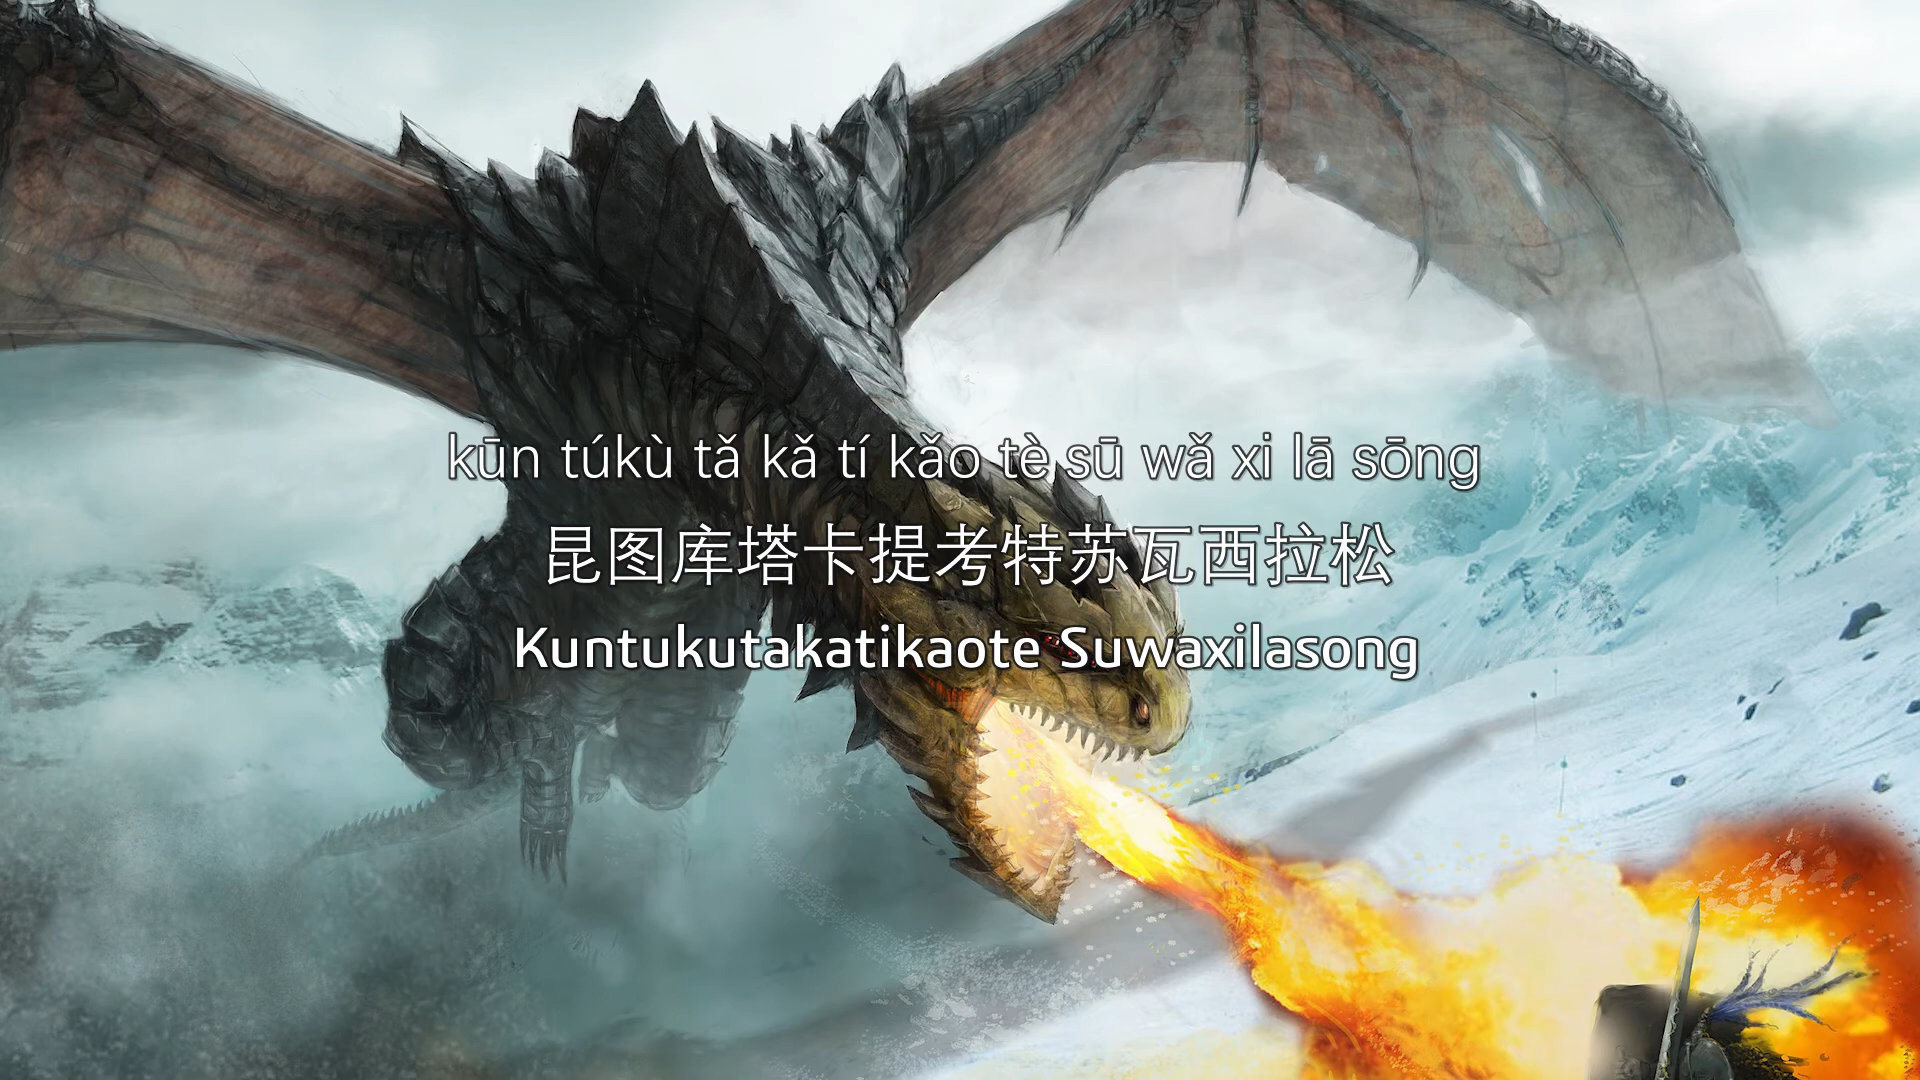 kūn túkù tǎ kǎ tí kǎo tè sū wǎ xi lā sōng
昆图库塔卡提考特苏瓦西拉松
Kuntukutakatikaote Suwaxilasong